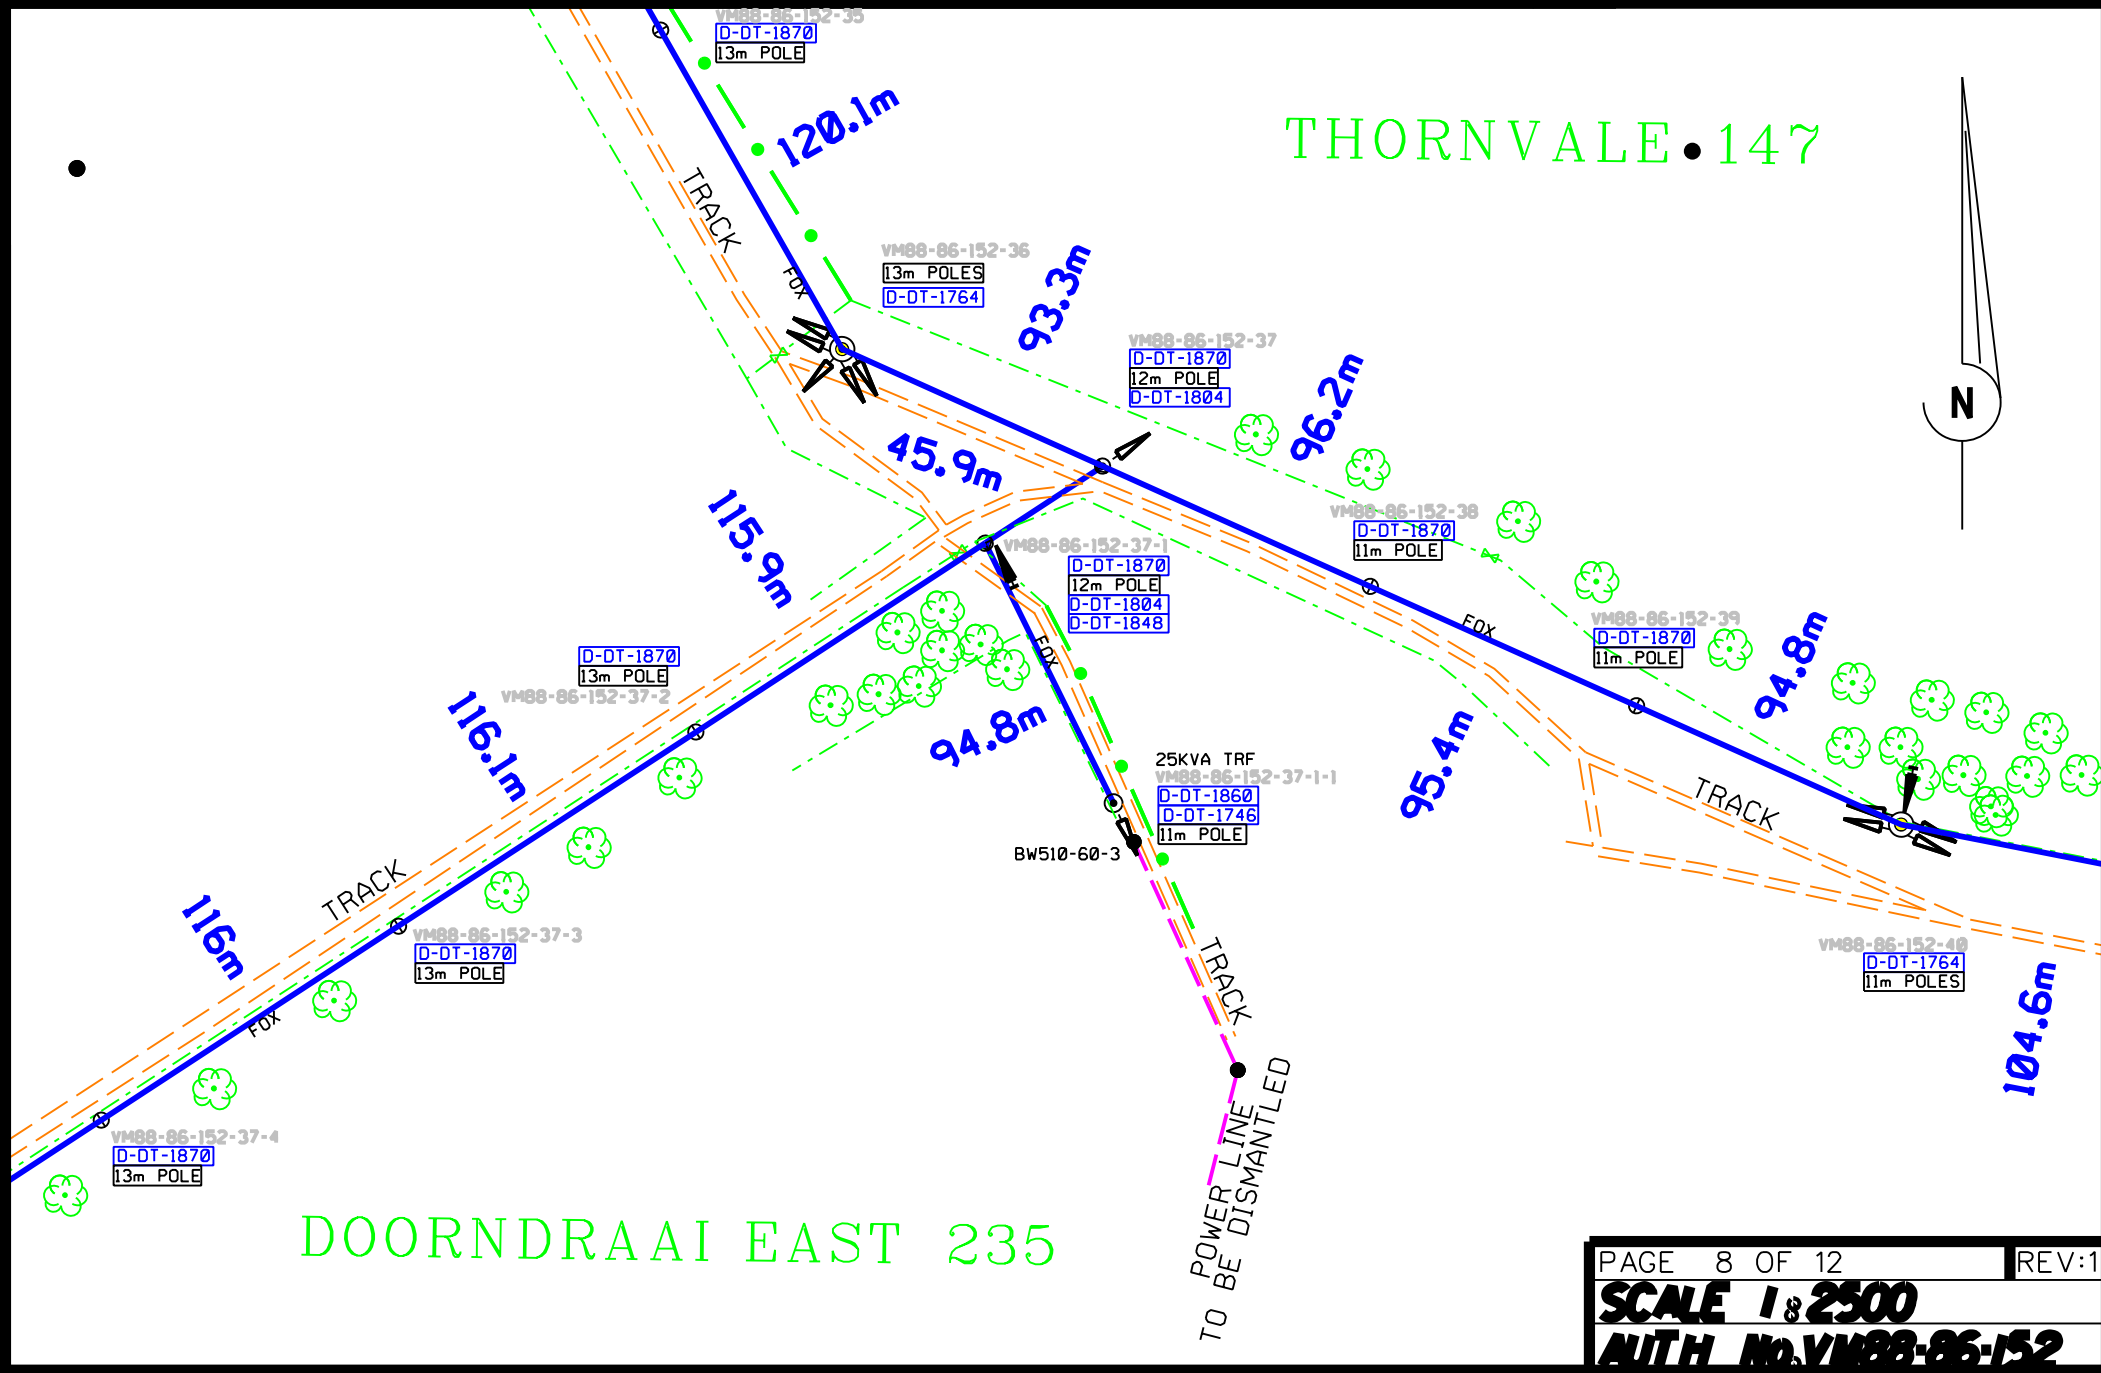 VM88-86-152-35
D-DT-1870
13m POLE
120.1m
THORNVALE 147
TRACK
VM88-86-152-36
13m POLES
D-DT-1764
FOX
93.3m
VM88-86-152-37
D-DT-1870
12m POLE
D-DT-1804
96.2m
N
45.9m
115.9m
VM88-86-152-38
D-DT-1870
11m POLE
VM88-86-152-37-1
D-DT-1870
12m POLE
D-DT-1804
D-DT-1848
FOX
VM88-86-152-39
D-DT-1870
11m POLE
94.8m
D-DT-1870
13m POLE
VM88-86-152-37-2
FOX
116.1m
94.8m
95.4m
25KVA TRF
VM88-86-152-37-1-1
D-DT-1860
D-DT-1746
11m POLE
BW510-60-3
TRACK
TRACK
116m
VM88-86-152-37-3
D-DT-1870
13m POLE
FOX
TRACK
VM88-86-152-40
D-DT-1764
11m POLES
104.6m
VM88-86-152-37-4
D-DT-1870
13m POLE
POWER LINE
TO BE DISMANTLED
DOORNDRAAI EAST 235
PAGE 8 OF 12
REV:1
SCALE 1:2500
AUTH No.VM88-86-152